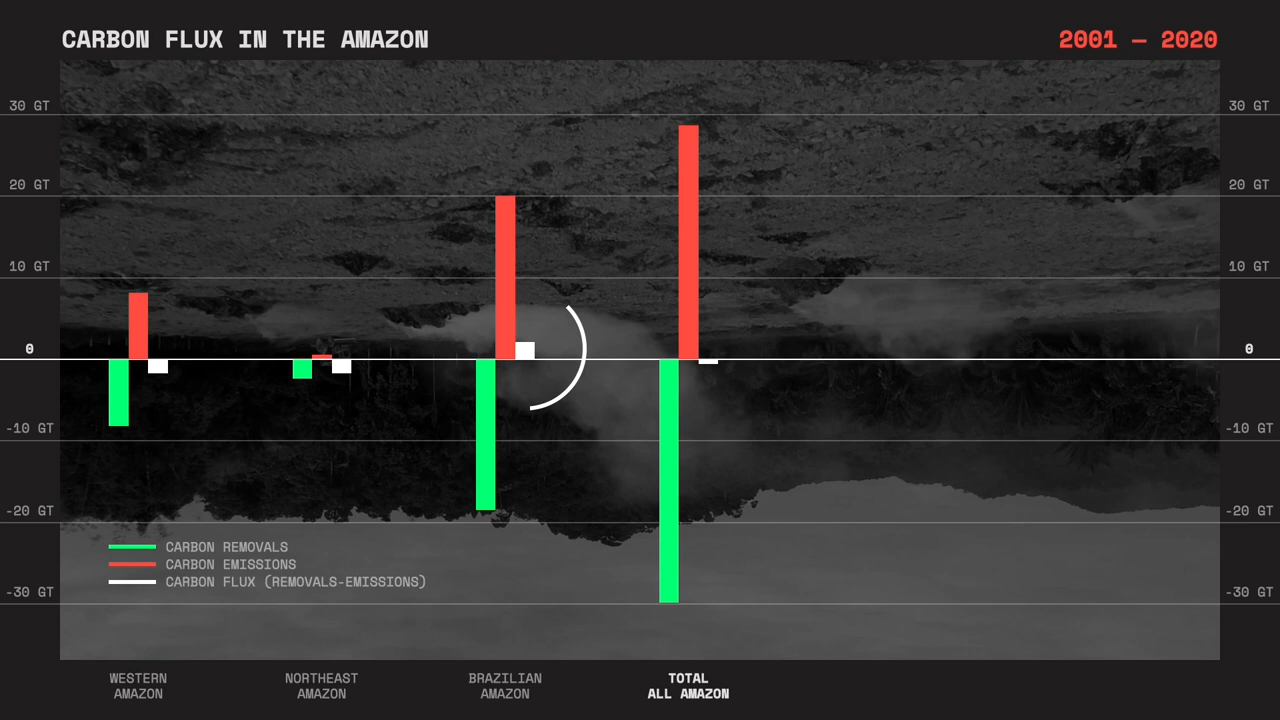 CARBON FLUX IN THE AMAZON
2001 — 2020
30 GT
30 GT
20 GT
20 GT
10 GT
10 GT
0
0
-10 GT
-10 GT
-20 GT
-20 GT
CARBON REMOVALS
CARBON EMISSIONS
CARBON FLUX (REMOVALS-EMISSIONS)
-30 GT
-30 GT
WESTERN
AMAZON
NORTHEAST
AMAZON
BRAZILIAN
AMAZON
TOTAL
ALL AMAZON